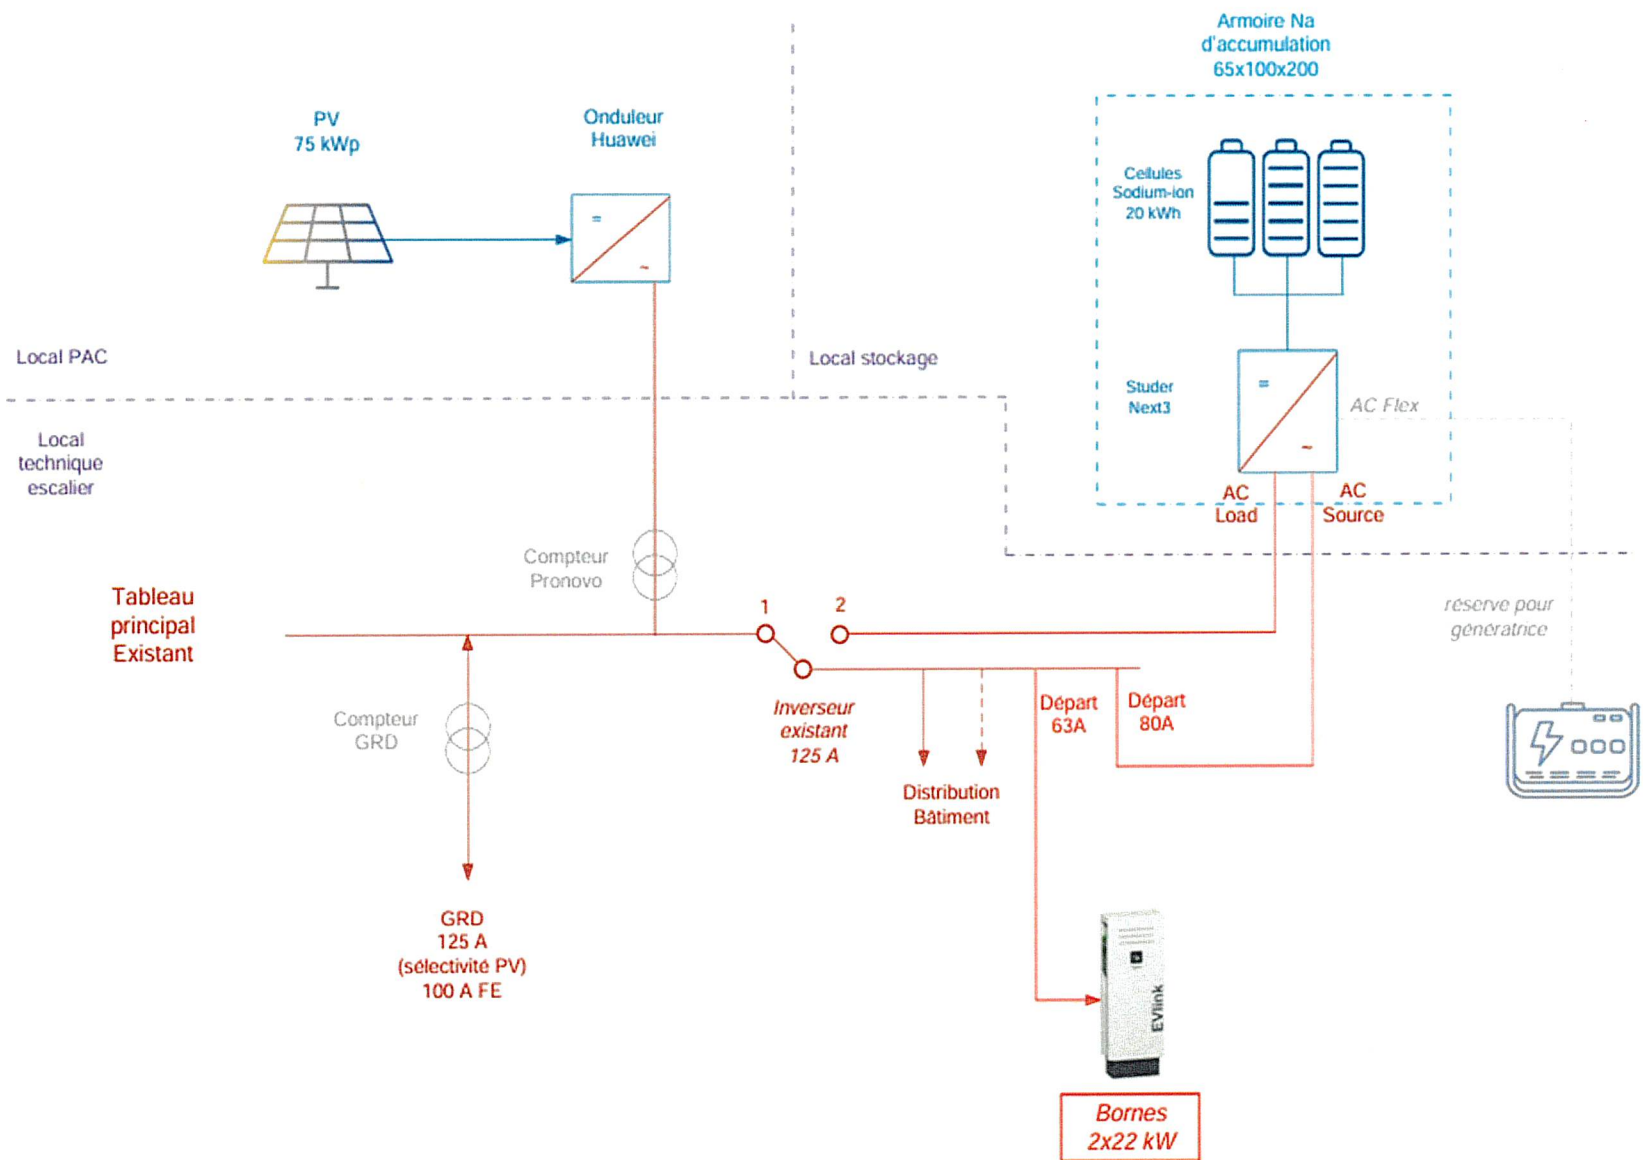 Armoire Na
d'accumulation
65x100x200
PV
75 kWp
Onduleur
Huawei
=
~
Cellules
Sodium-ion
20 kWh
Local PAC
Local stockage
Studer
Next3
=
~
AC Flex
Local
technique
escalier
AC
Load
AC
Source
Compteur
Pronovo
Tableau
principal
Existant
1
2
réserve pour
génératrice
Inverseur
existant
125 A
Départ
63A
Départ
80A
Compteur
GRD
Distribution
Bâtiment
GRD
125 A
(sélectivité PV)
100 A FE
EVlink
Bornes
2x22 kW